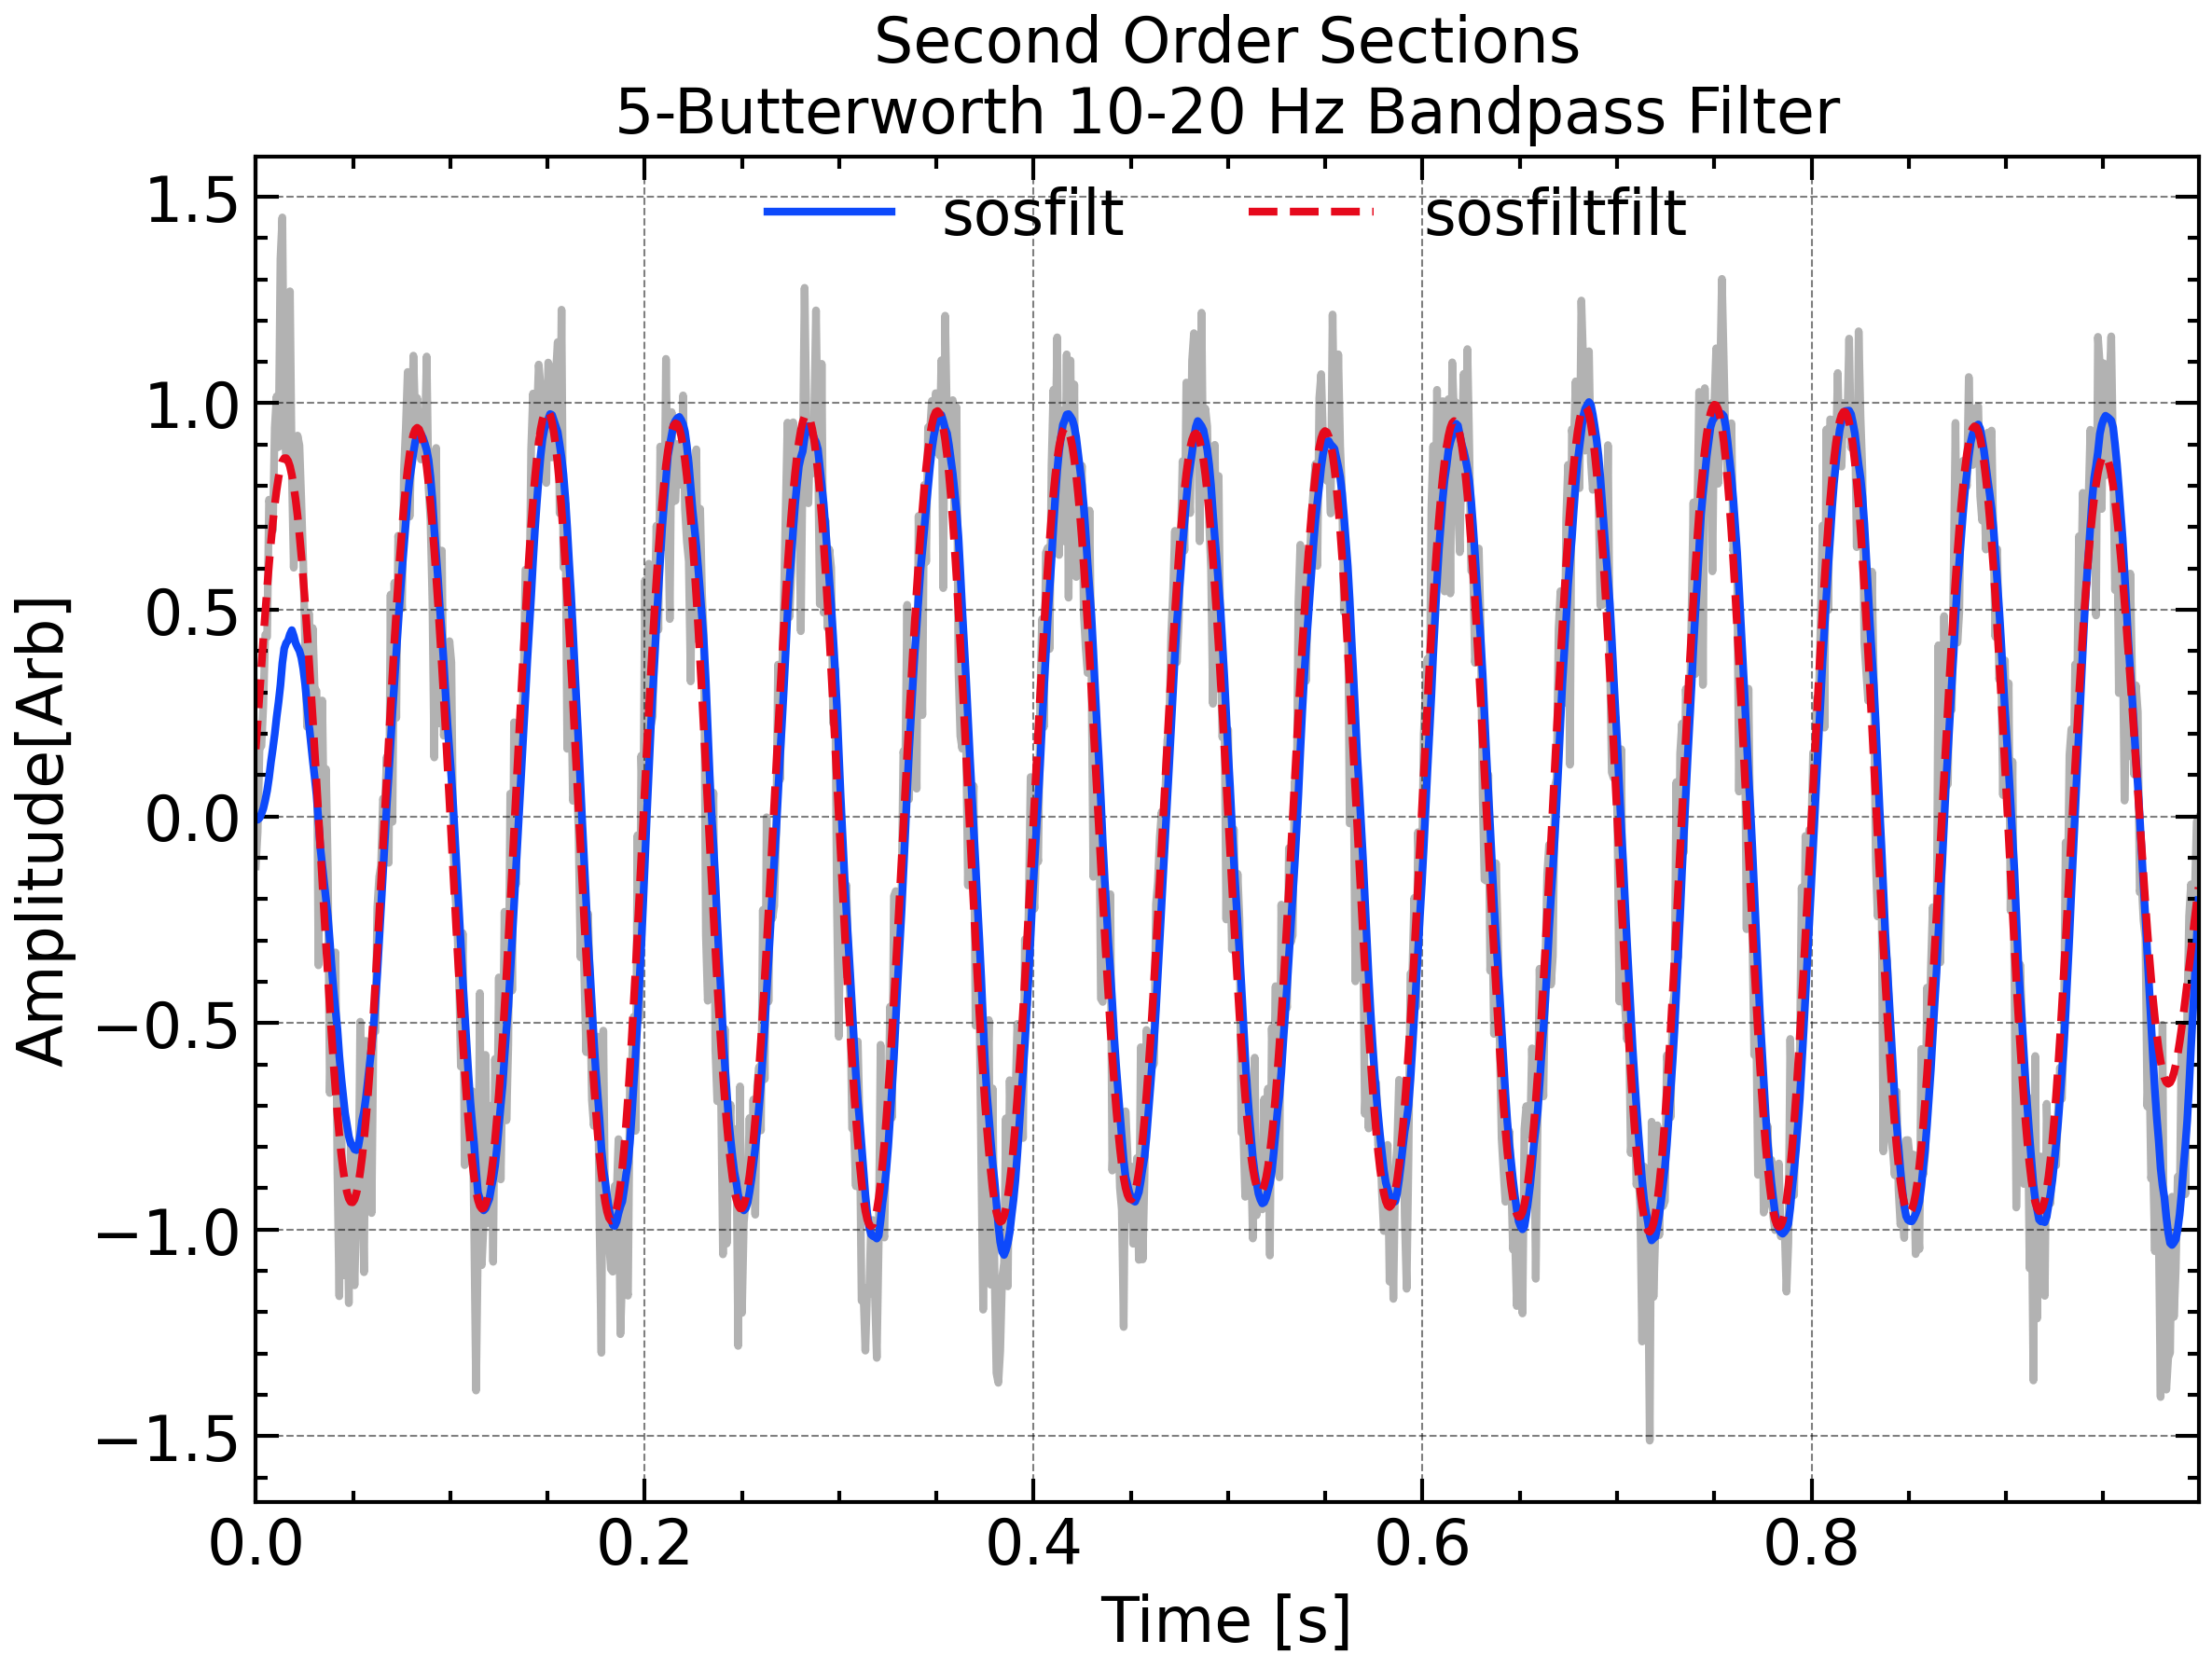 Second Order Sections
5-Butterworth 10-20 Hz Bandpass Filter
sosfilt sosfiltfilt
Amplitude[Arb]
1.5
1.0
0.5
0.0
−0.5
−1.0
−1.5
0.0 0.2 0.4 0.6 0.8
Time [s]